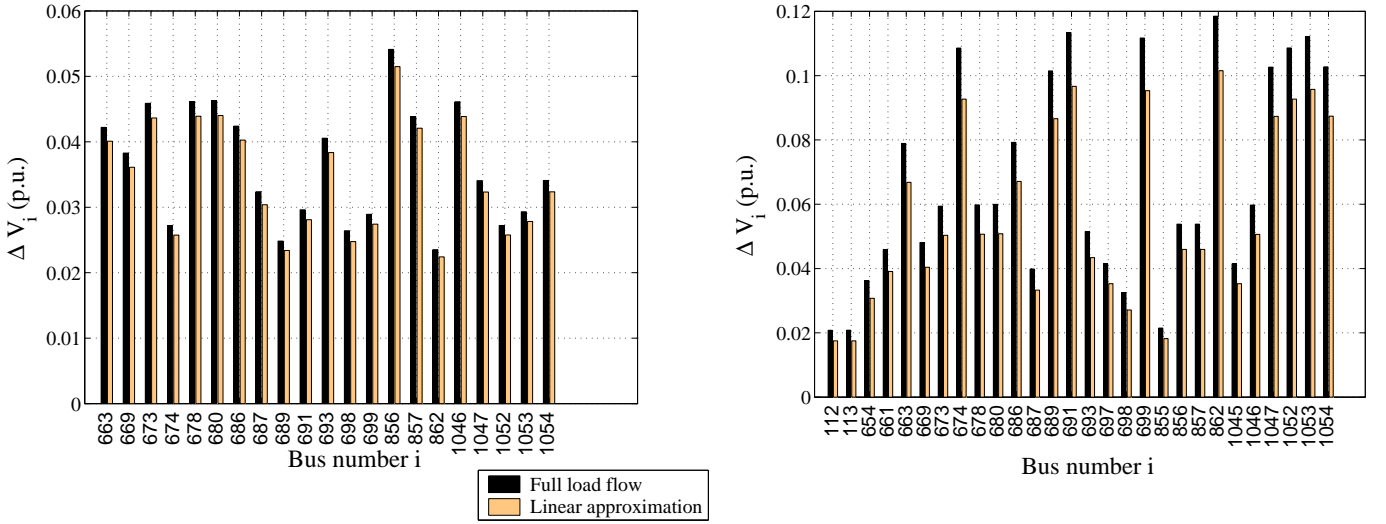 0.06
0.05
0.04
0.03
0.02
0.01
0
Δ V_i (p.u.)
663 669 673 674 678 680 686 687 689 691 693 698 699 856 857 862 1046 1047 1052 1053 1054
Bus number i
0.12
0.1
0.08
0.06
0.04
0.02
0
Δ V_i (p.u.)
112 113 654 661 663 669 673 674 678 680 686 687 689 691 693 697 698 699 855 856 857 862 1045 1046 1047 1052 1053 1054
Bus number i
Full load flow
Linear approximation